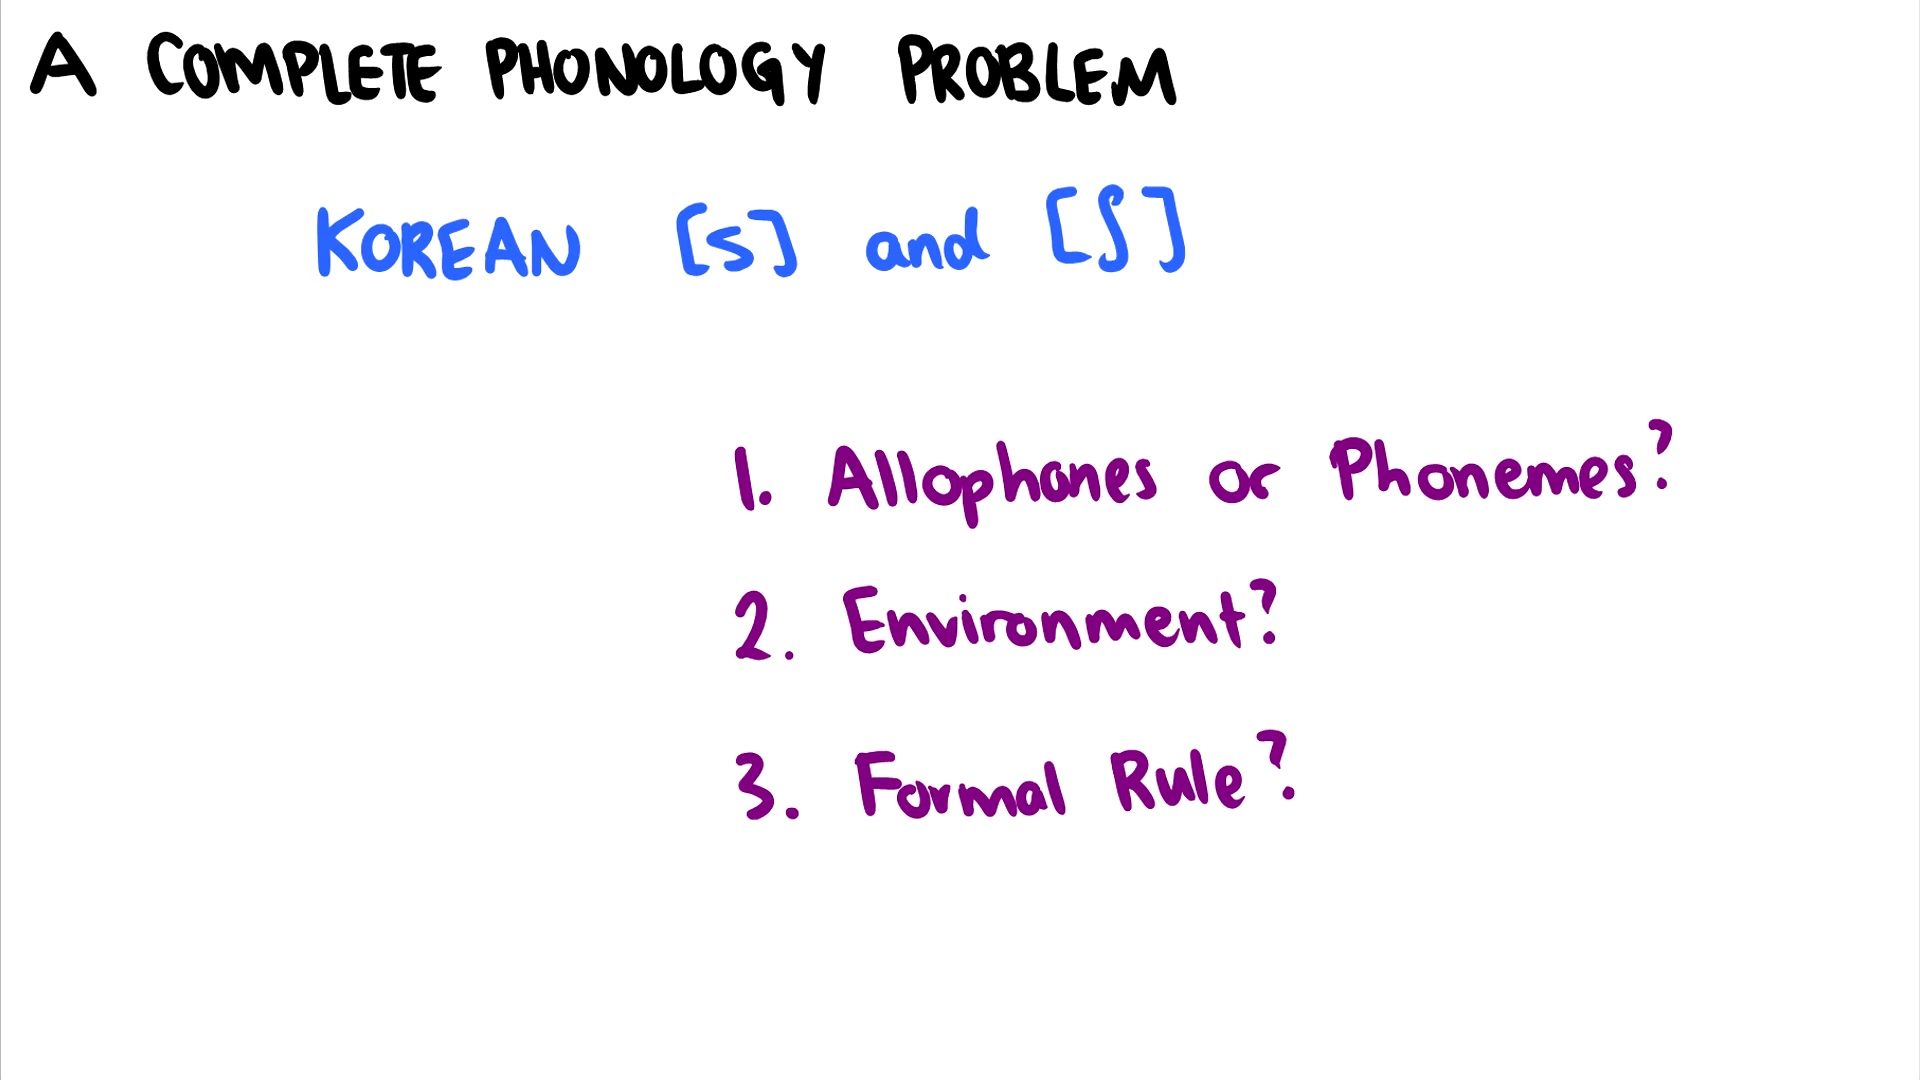 A COMPLETE PHONOLOGY PROBLEM
KOREAN [s] and [ʃ]
1. Allophones or Phonemes?
2. Environment?
3. Formal Rule?